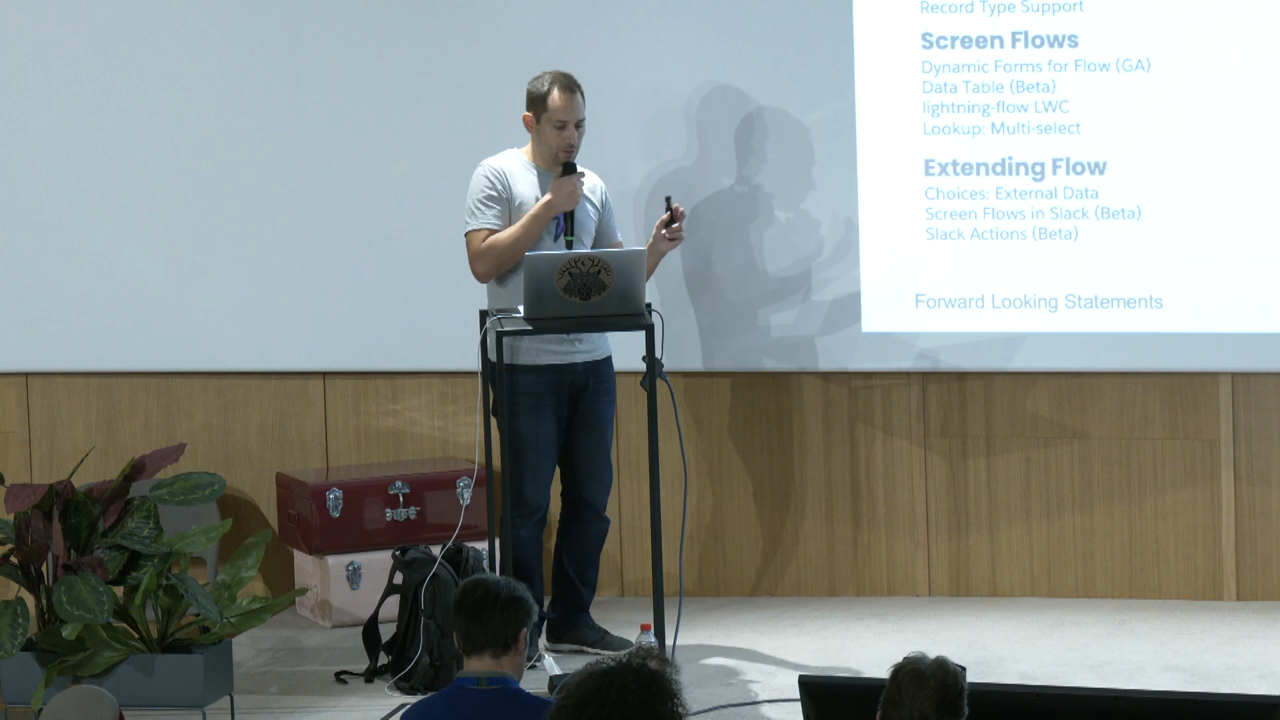 Record Type Support
Screen Flows
Dynamic Forms for Flow (GA)
Data Table (Beta)
lightning-flow LWC
Lookup: Multi-select
Extending Flow
Choices: External Data
Screen Flows in Slack (Beta)
Slack Actions (Beta)
Forward Looking Statements